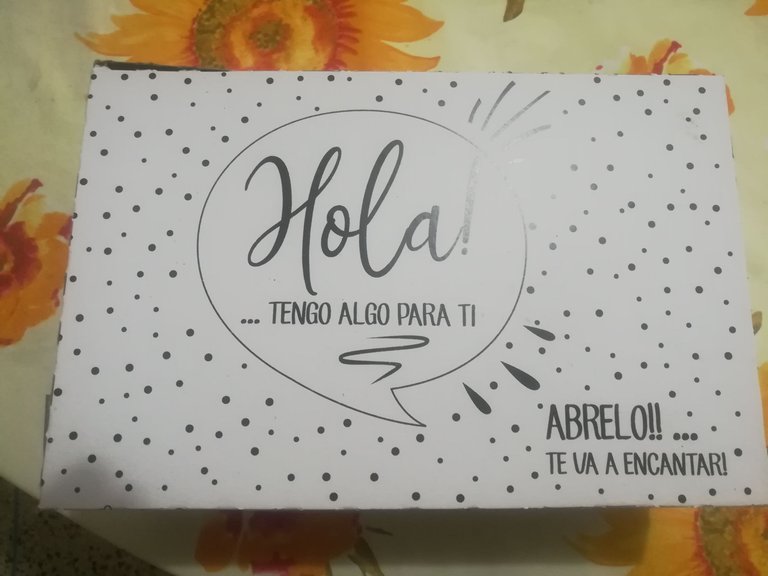 Hola!
... TENGO ALGO PARA TI
ABRELO!! ...
TE VA A ENCANTAR!